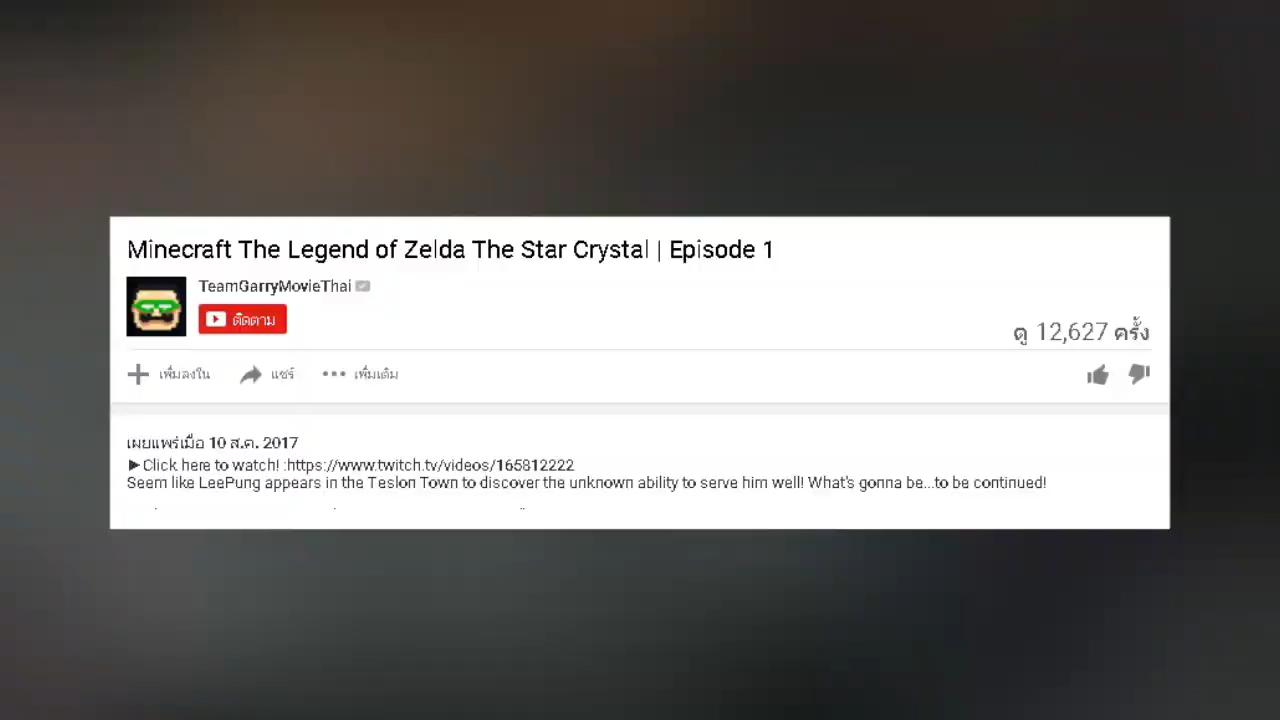 Minecraft The Legend of Zelda The Star Crystal | Episode 1
TeamGarryMovieThai
ติดตาม
ดู 12,627 ครั้ง
เพิ่มลงใน แชร์ เพิ่มเติม
เผยแพร่เมื่อ 10 ส.ค. 2017
►Click here to watch! :https://www.twitch.tv/videos/165812222
Seem like LeePung appears in the Teslon Town to discover the unknown ability to serve him well! What's gonna be...to be continued!